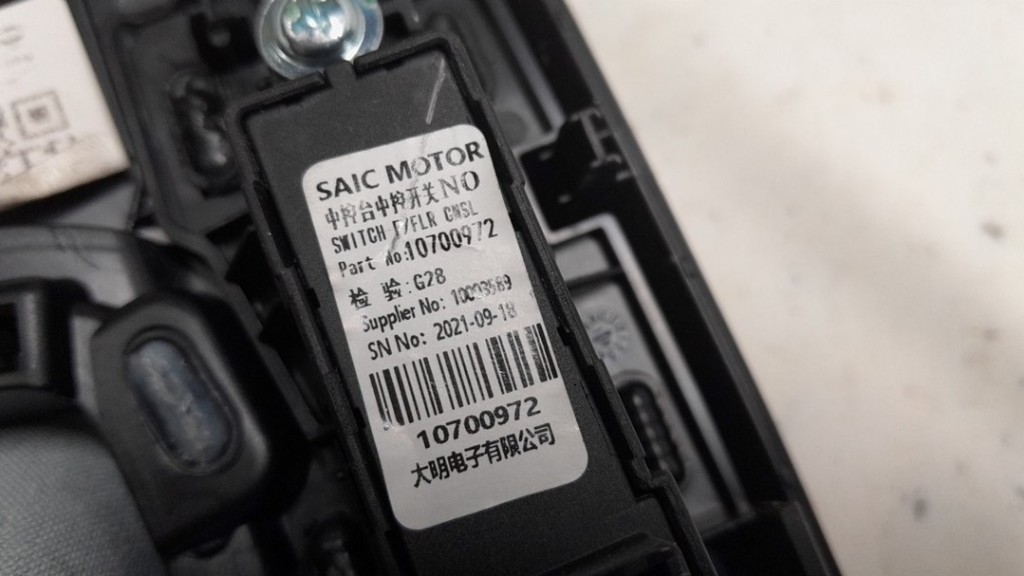 SAIC MOTOR
中控台中控开关NO
SWITCH F/FLR CNSL
Part No:10700972
检 验:G28
Supplier No: 10003689
SN No: 2021-09-18
10700972
大明电子有限公司